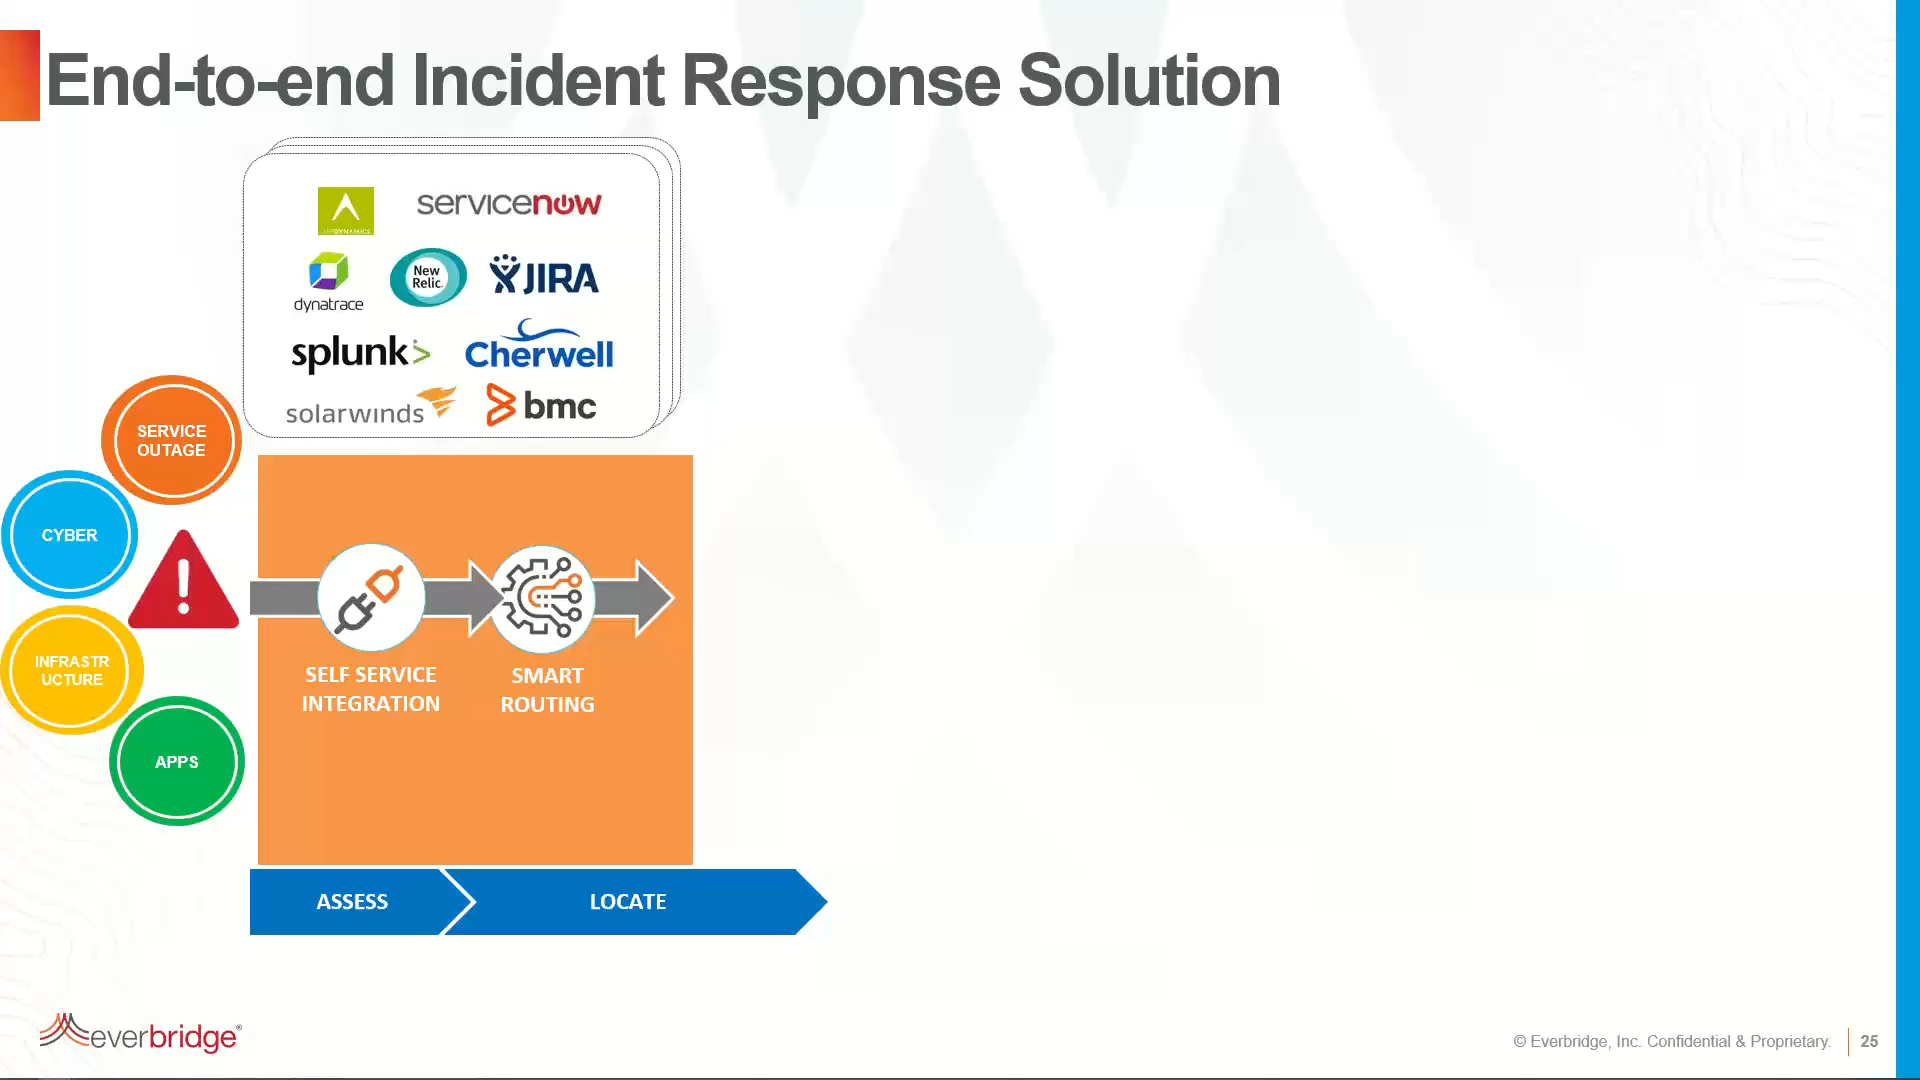 End-to-end Incident Response Solution
APPDYNAMICS
servicenow
dynatrace
New
Relic.
JIRA
splunk>
Cherwell
solarwinds
bmc
SERVICE
OUTAGE
CYBER
INFRASTR
UCTURE
APPS
SELF SERVICE
INTEGRATION
SMART
ROUTING
ASSESS
LOCATE
everbridge®
© Everbridge, Inc. Confidential & Proprietary.
25